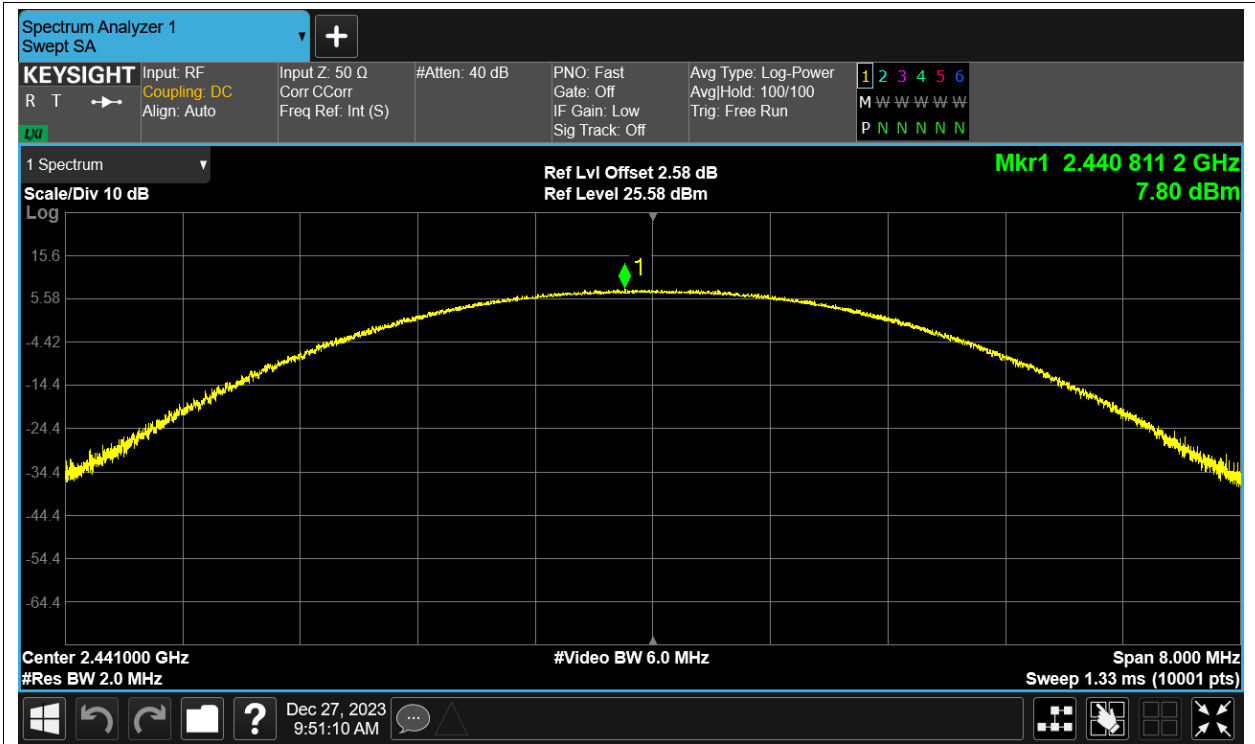 Spectrum Analyzer 1
Swept SA
KEYSIGHT
R T
LXI
Input: RF
Coupling: DC
Align: Auto
Input Z: 50 Ω
Corr CCorr
Freq Ref: Int (S)
#Atten: 40 dB
PNO: Fast
Gate: Off
IF Gain: Low
Sig Track: Off
Avg Type: Log-Power
Avg|Hold: 100/100
Trig: Free Run
1 2 3 4 5 6
M W W W W W
P N N N N N
1 Spectrum
Scale/Div 10 dB
Log
Ref Lvl Offset 2.58 dB
Ref Level 25.58 dBm
Mkr1 2.440 811 2 GHz
7.80 dBm
15.6
1
5.58
-4.42
-14.4
-24.4
-34.4
-44.4
-54.4
-64.4
Center 2.441000 GHz
#Video BW 6.0 MHz
Span 8.000 MHz
#Res BW 2.0 MHz
Sweep 1.33 ms (10001 pts)
?
Dec 27, 2023
9:51:10 AM